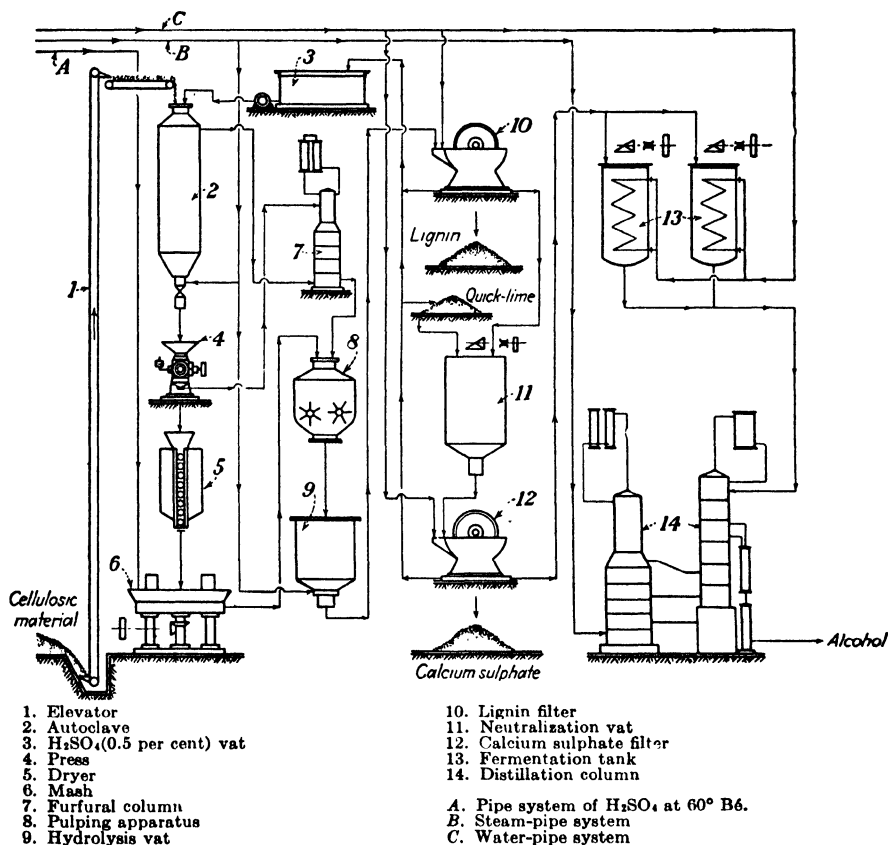 C
B
A
3
10
2
13
7
Lignin
1
Quick-lime
4
8
11
5
9
12
14
6
Cellulosic
material
Alcohol
Calcium sulphate
1. Elevator
2. Autoclave
3. H₂SO₄(0.5 per cent) vat
4. Press
5. Dryer
6. Mash
7. Furfural column
8. Pulping apparatus
9. Hydrolysis vat
10. Lignin filter
11. Neutralization vat
12. Calcium sulphate filter
13. Fermentation tank
14. Distillation column
A. Pipe system of H₂SO₄ at 60° Bé.
B. Steam-pipe system
C. Water-pipe system